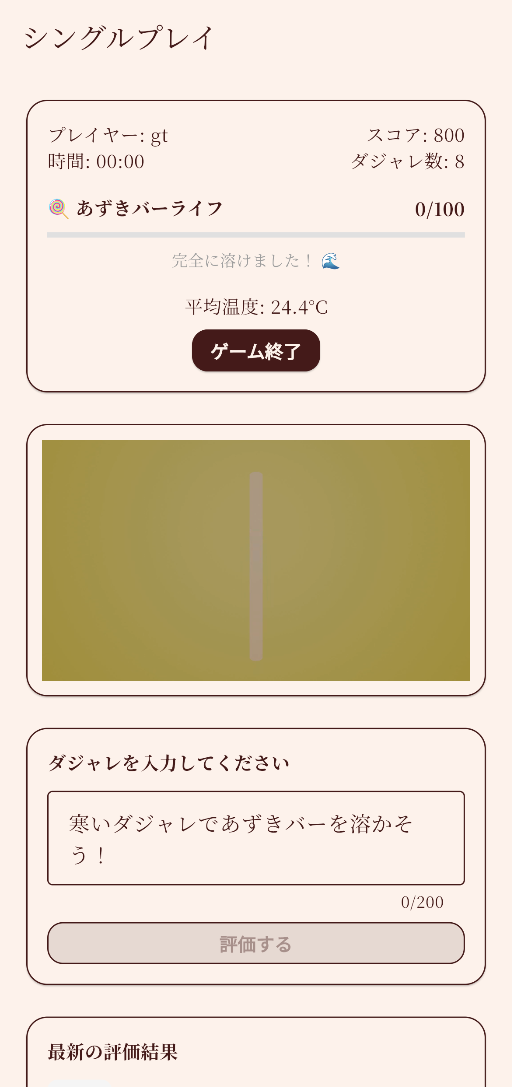 シングルプレイ
プレイヤー: gt
スコア: 800
時間: 00:00
ダジャレ数: 8
🍭 あずきバーライフ
0/100
完全に溶けました！ 🌊
平均温度: 24.4°C
ゲーム終了
ダジャレを入力してください
寒いダジャレであずきバーを溶かそ
う！
0/200
評価する
最新の評価結果